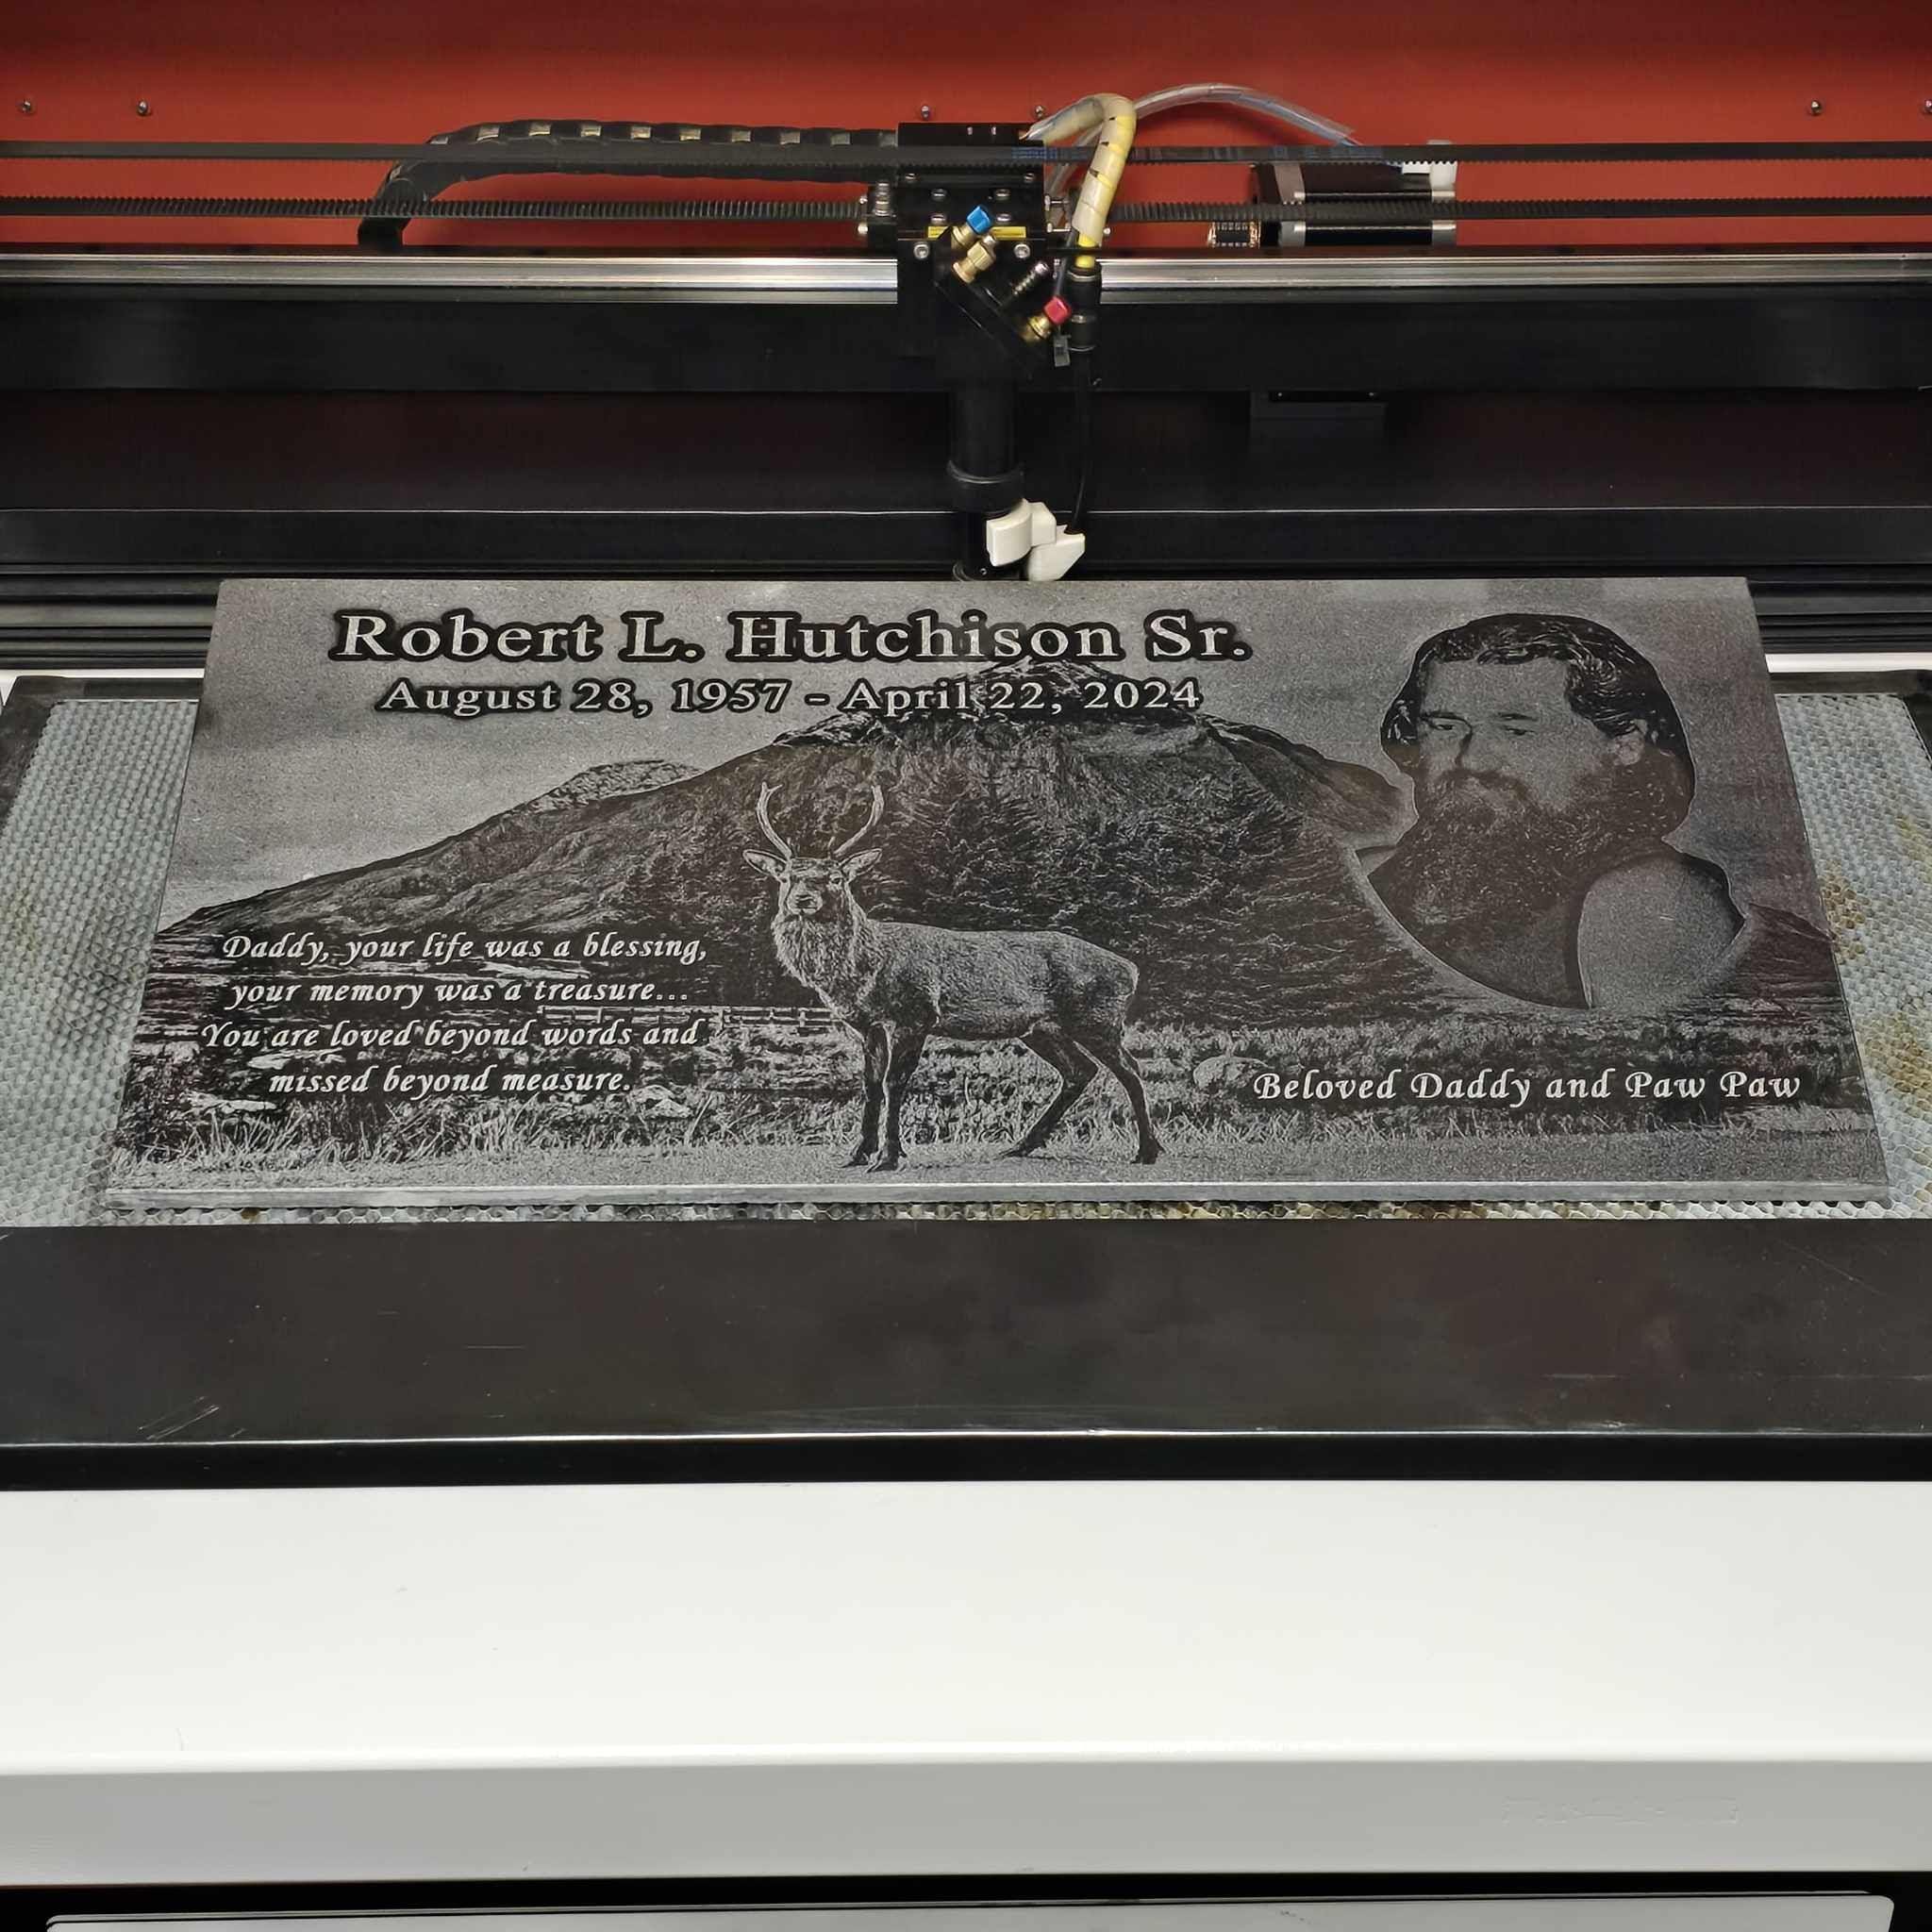 Robert L. Hutchison Sr.
August 28, 1957 - April 22, 2024
Daddy, your life was a blessing,
your memory was a treasure...
You are loved beyond words and
missed beyond measure.
Beloved Daddy and Paw Paw